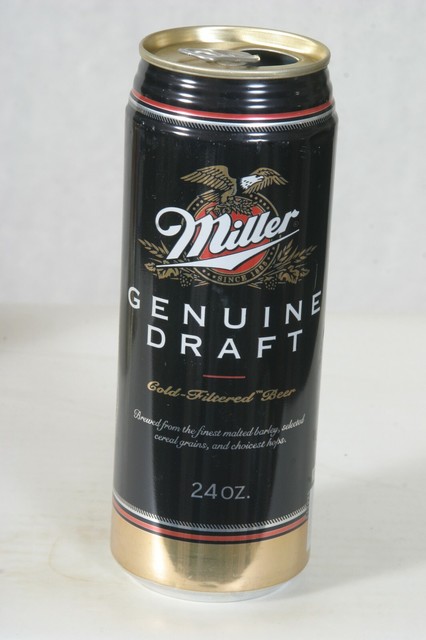 Miller
SINCE 1855
GENUINE
DRAFT
Cold-Filtered™ Beer
Brewed from the finest malted barley, selected
cereal grains, and choicest hops.
24 OZ.